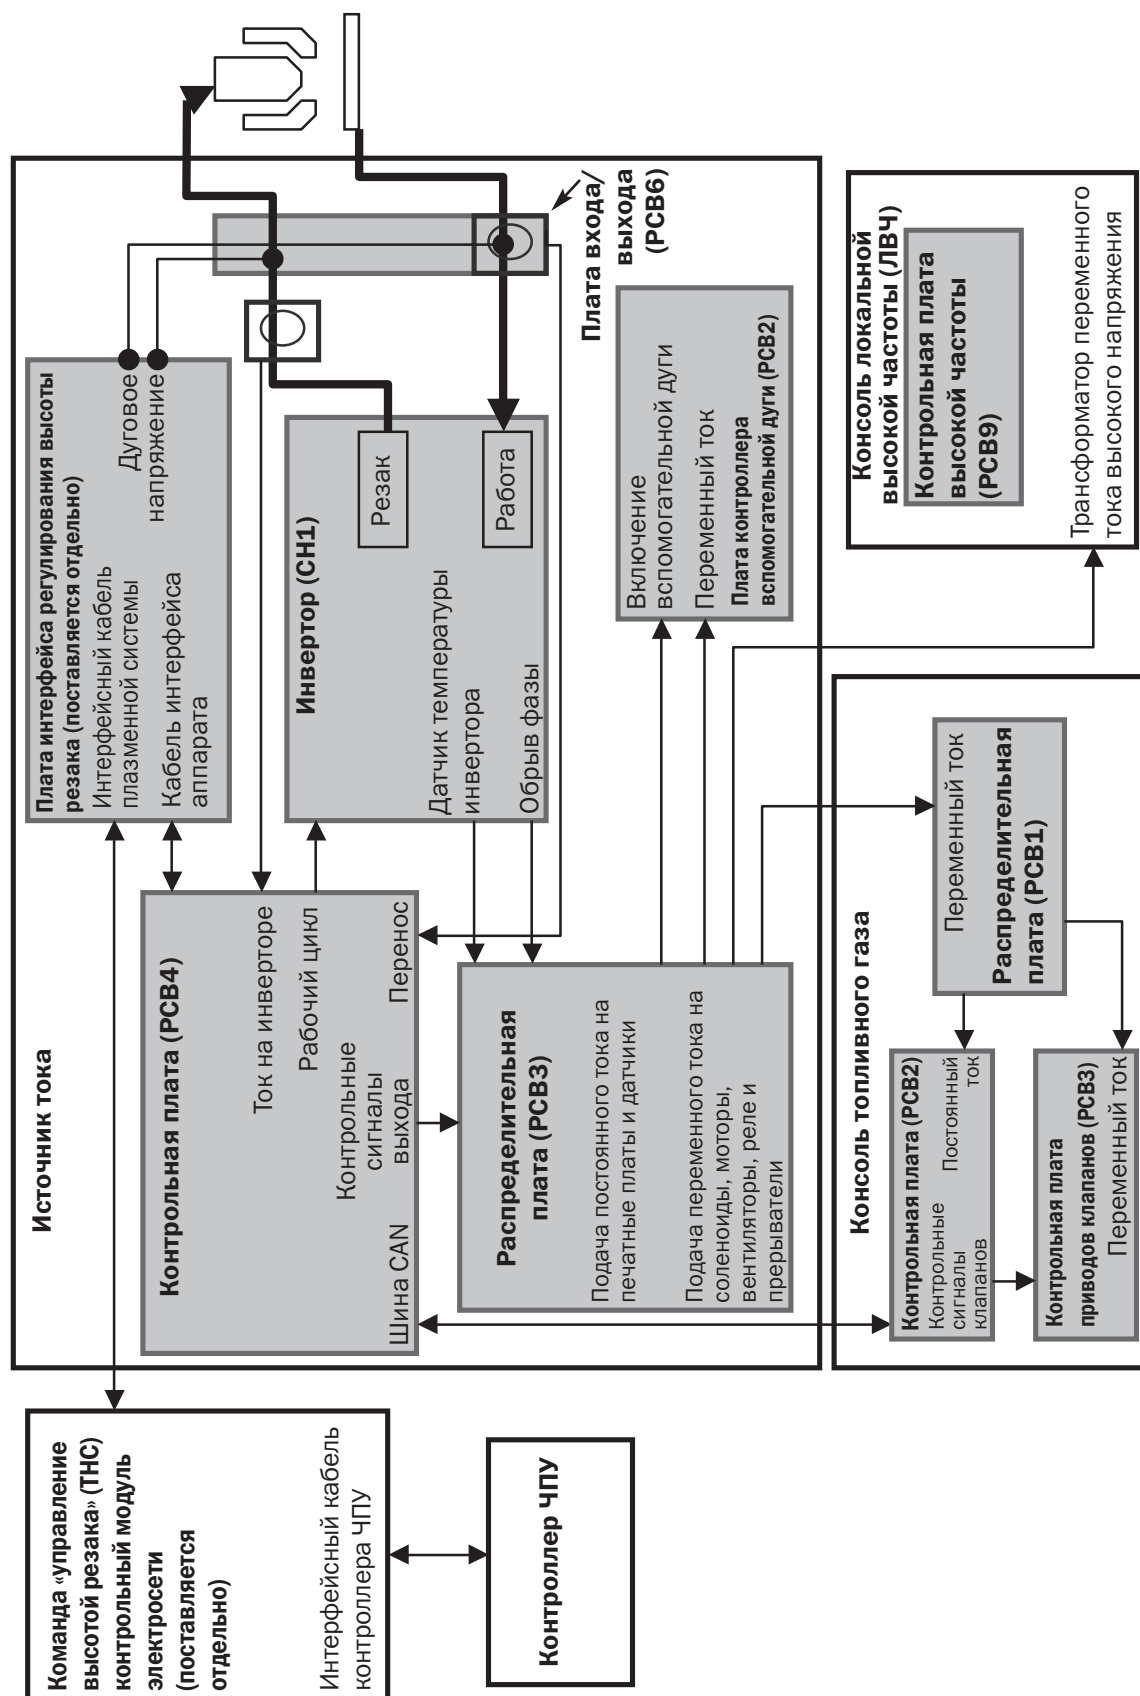 Команда «управление
высотой резака» (ТНС)
контрольный модуль
электросети
(поставляется
отдельно)
Интерфейсный кабель
контроллера ЧПУ
Контроллер ЧПУ
Источник тока
Контрольная плата (PCB4)
Ток на инверторе
Рабочий цикл
Контрольные
сигналы
выхода
Перенос
Шина CAN
Распределительная
плата (PCB3)
Подача постоянного тока на
печатные платы и датчики
Подача переменного тока на
соленоиды, моторы,
вентиляторы, реле и
прерыватели
Плата интерфейса регулирования высоты
резака (поставляется отдельно)
Интерфейсный кабель
плазменной системы
Кабель интерфейса
аппарата
Дуговое
напряжение
Инвертор (CH1)
Резак
Работа
Датчик температуры
инвертора
Обрыв фазы
Плата входа/
выхода
(PCB6)
Включение
вспомогательной дуги
Переменный ток
Плата контроллера
вспомогательной дуги (PCB2)
Консоль топливного газа
Контрольная плата (PCB2)
Контрольные
сигналы
клапанов
Постоянный
ток
Контрольная плата
приводов клапанов (PCB3)
Переменный ток
Переменный ток
Распределительная
плата (PCB1)
Консоль локальной
высокой частоты (ЛВЧ)
Контрольная плата
высокой частоты
(PCB9)
Трансформатор переменного
тока высокого напряжения